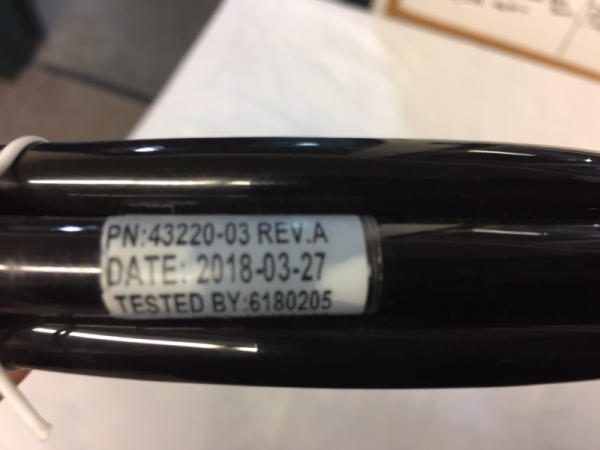 PN:43220-03 REV.A
DATE: 2018-03-27
TESTED BY:6180205